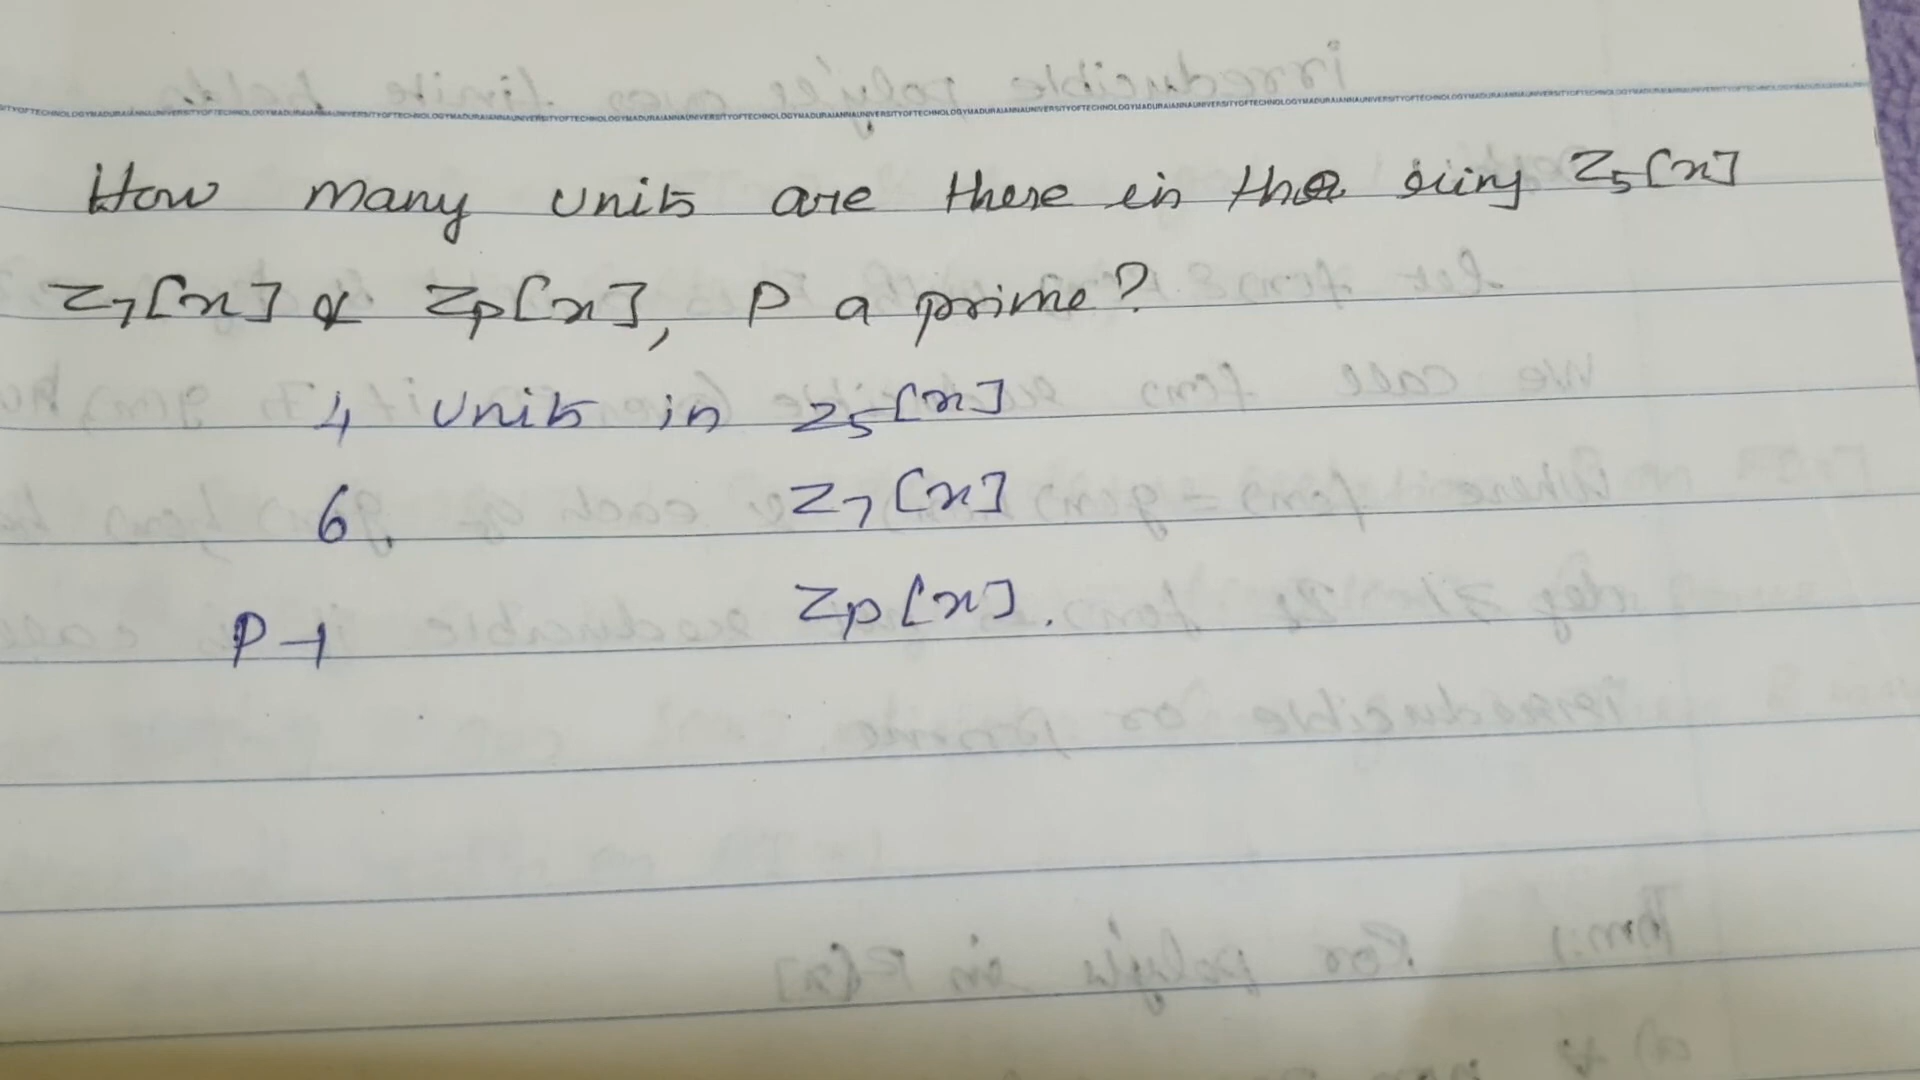 SITYOFTECHNOLOGYMADURAIANNAUNIVERSITYOFTECHNOLOGYMADURAIANNAUNIVERSITYOFTECHNOLOGYMADURAIANNAUNIVERSITYOFTECHNOLOGYMADURAIANNAUNIVERSITYOFTECHNOLOGY
How many units are there in the ring Z₅[x]
Z₇[x] & Zp[x], P a prime?
4 units in Z₅[x]
6 Z₇[x]
P-1 Zp[x].